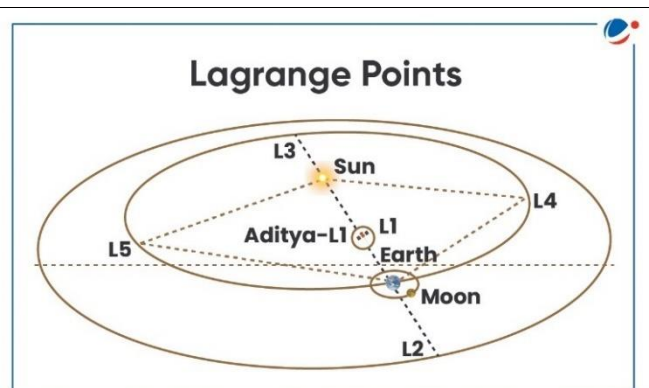 Lagrange Points
L3
Sun
L4
Aditya-L1
L1
L5
Earth
Moon
L2